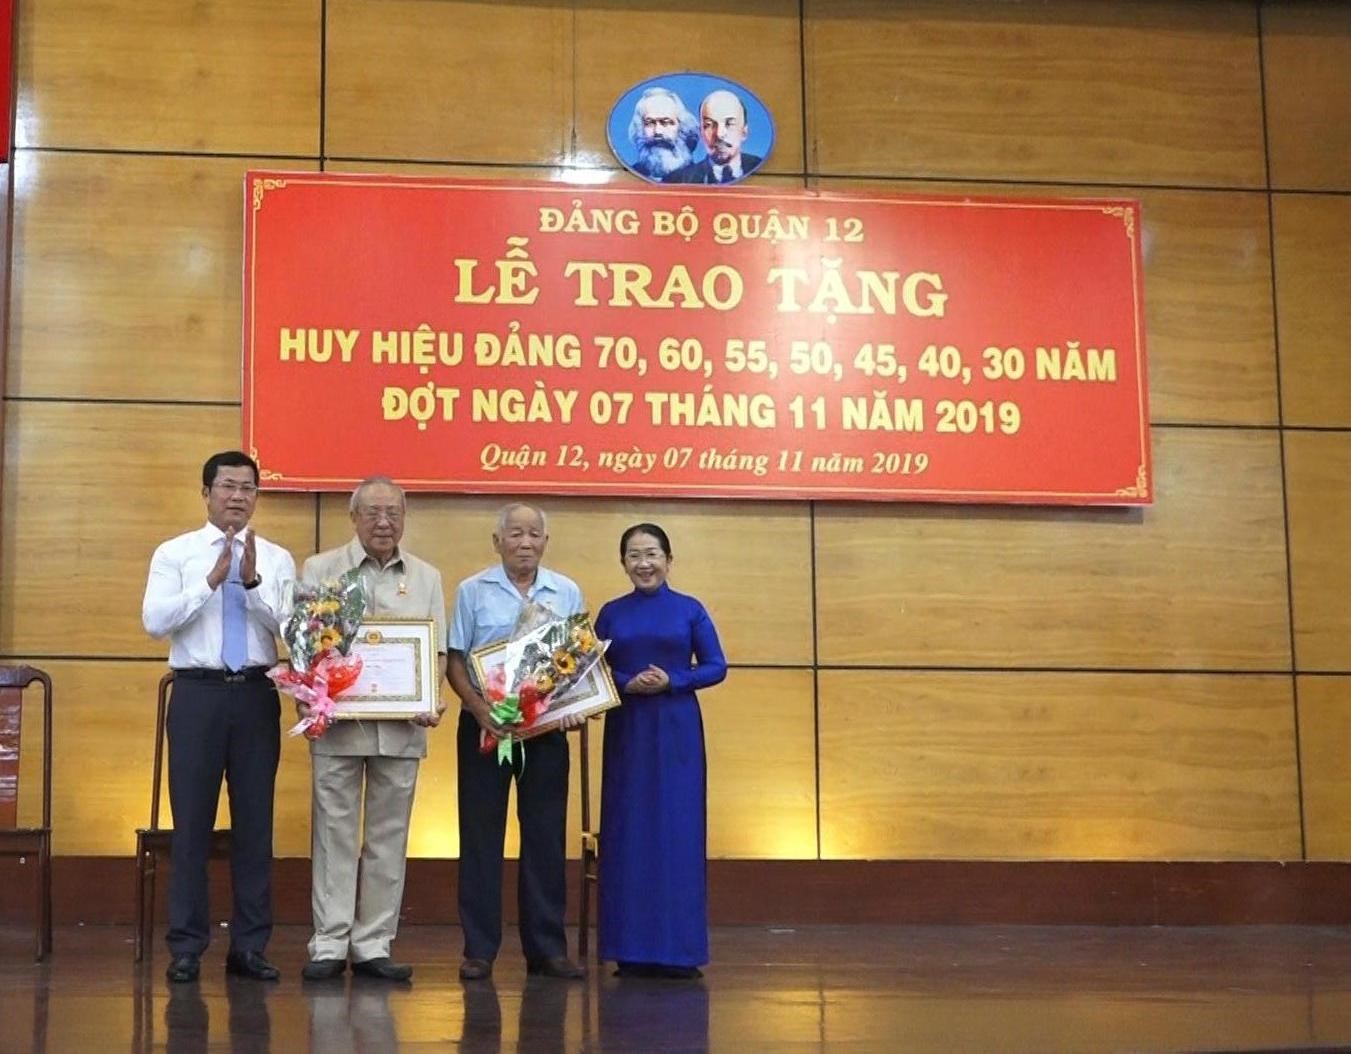 ĐẢNG BỘ QUẬN 12
LỄ TRAO TẶNG
HUY HIỆU ĐẢNG 70, 60, 55, 50, 45, 40, 30 NĂM
ĐỢT NGÀY 07 THÁNG 11 NĂM 2019
Quận 12, ngày 07 tháng 11 năm 2019